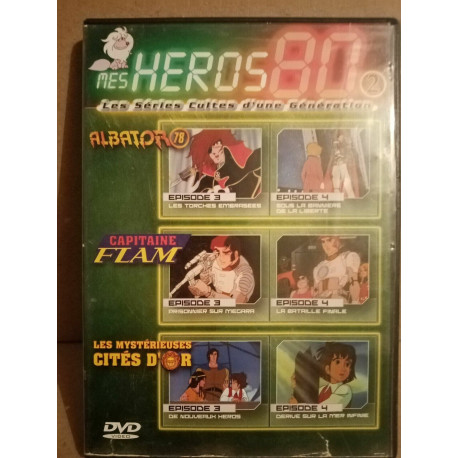 MES HEROS 80
2
Les Séries Cultes d'une Génération
ALBATOR 78
EPISODE 3
LES TORCHES EMBRASEES
EPISODE 4
SOUS LA BANNIERE
DE LA LIBERTE
CAPITAINE
FLAM
EPISODE 3
PRISONNIER SUR MEGARA
EPISODE 4
LA BATAILLE FINALE
LES MYSTÉRIEUSES
CITÉS D'OR
EPISODE 3
DE NOUVEAUX HEROS
EPISODE 4
DERIVE SUR LA MER INFINIE
DVD
VIDEO